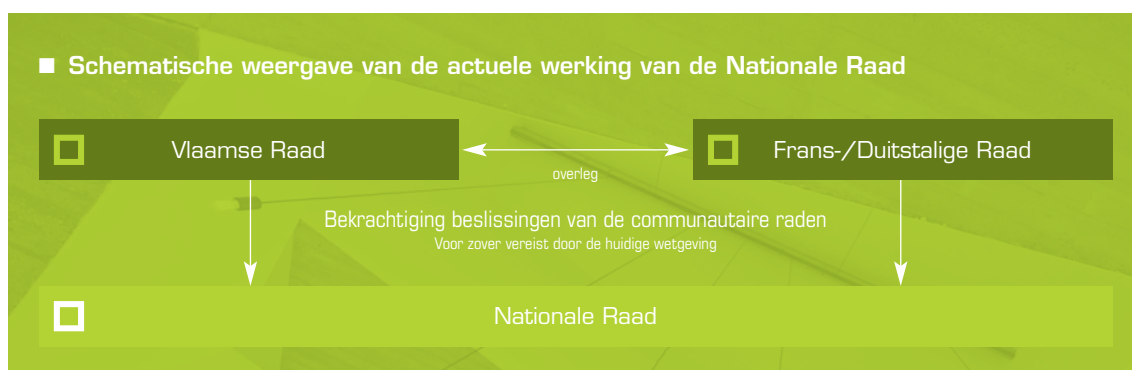 Schematische weergave van de actuele werking van de Nationale Raad
Vlaamse Raad
Frans-/Duitstalige Raad
overleg
Bekrachtiging beslissingen van de communautaire raden
Voor zover vereist door de huidige wetgeving
Nationale Raad